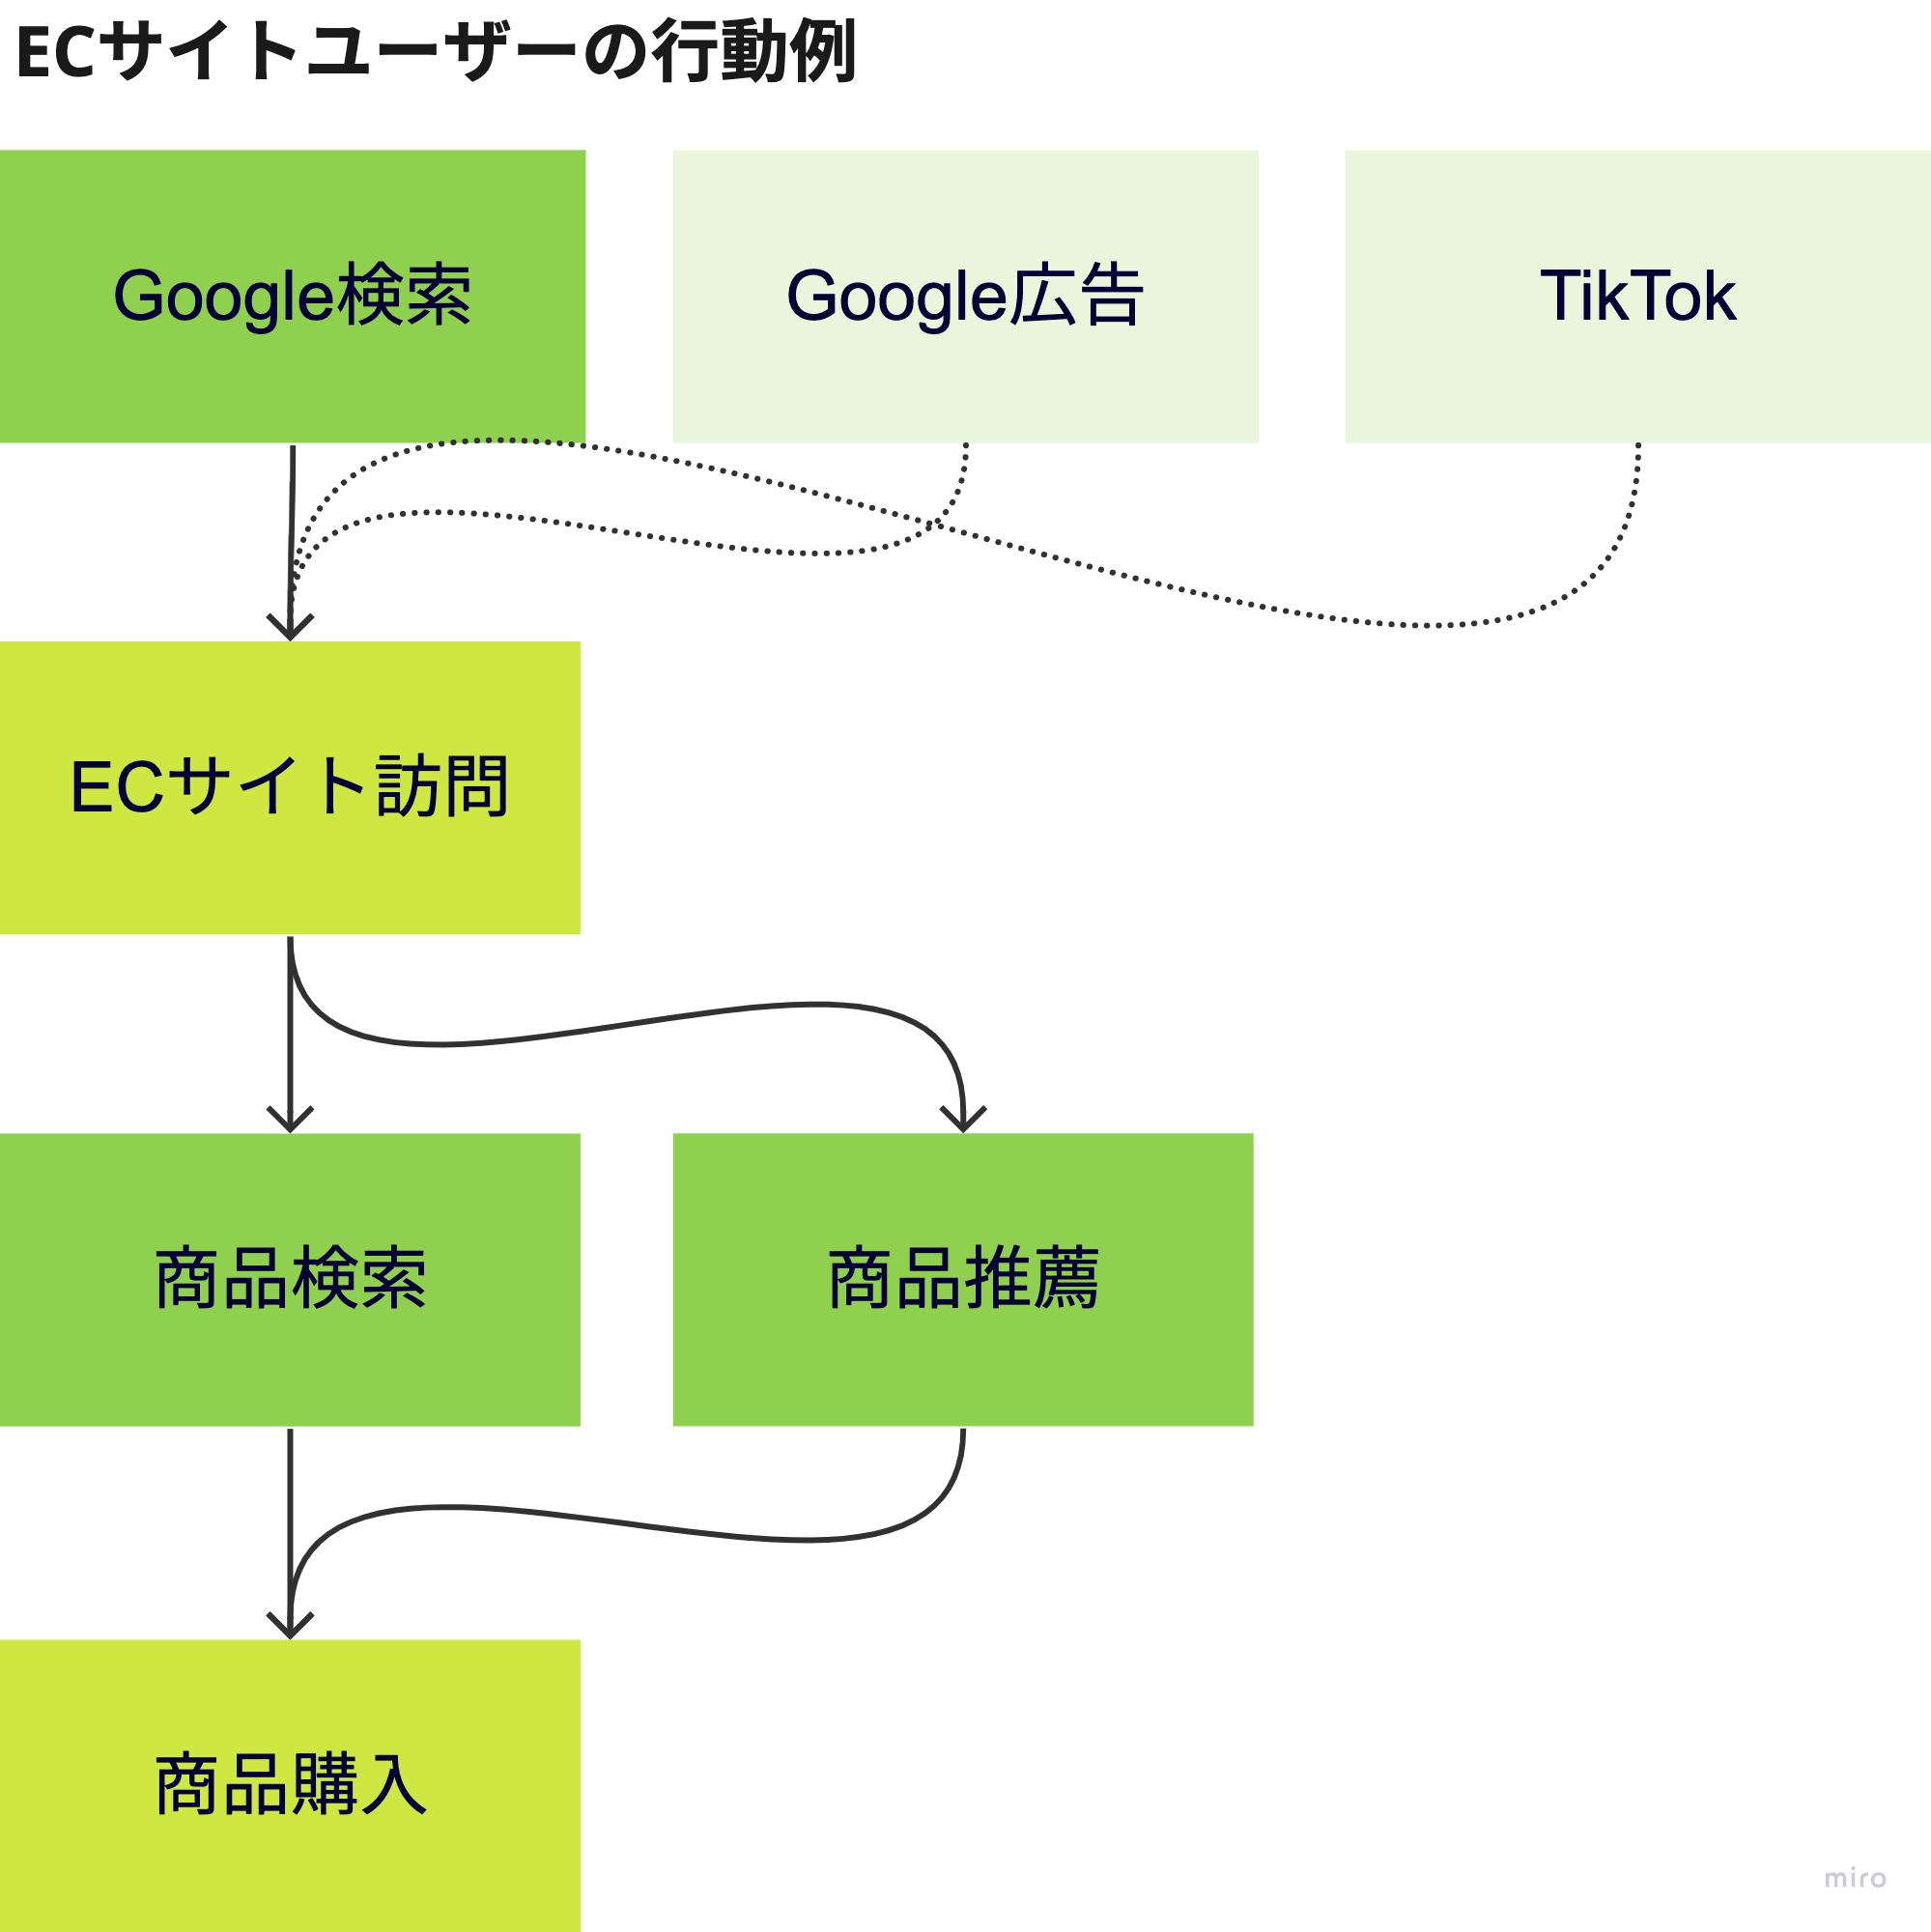 ECサイトユーザーの行動例
Google検索
Google広告
TikTok
ECサイト訪問
商品検索
商品推薦
商品購入
miro